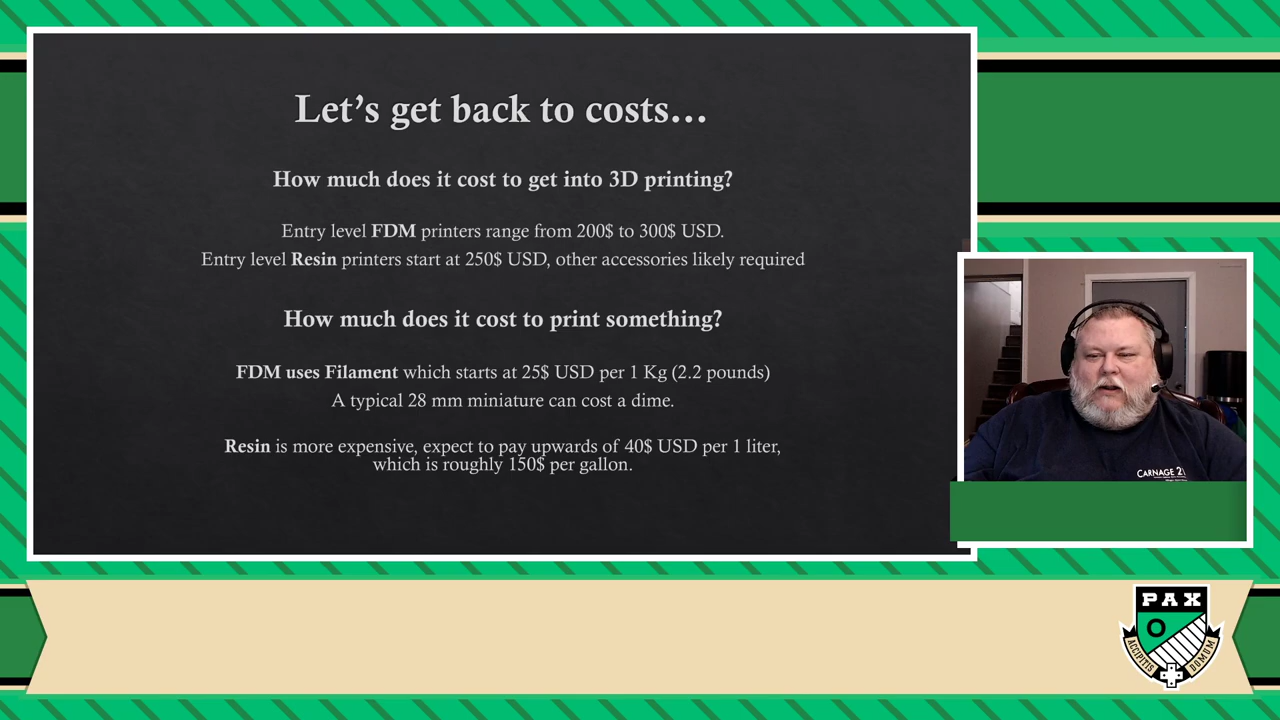 Let's get back to costs...
How much does it cost to get into 3D printing?
Entry level FDM printers range from 200$ to 300$ USD.
Entry level Resin printers start at 250$ USD, other accessories likely required
How much does it cost to print something?
FDM uses Filament which starts at 25$ USD per 1 Kg (2.2 pounds)
A typical 28 mm miniature can cost a dime.
Resin is more expensive, expect to pay upwards of 40$ USD per 1 liter,
which is roughly 150$ per gallon.
CARNAGE
PAX
O
ACCIPITIS DOMUM